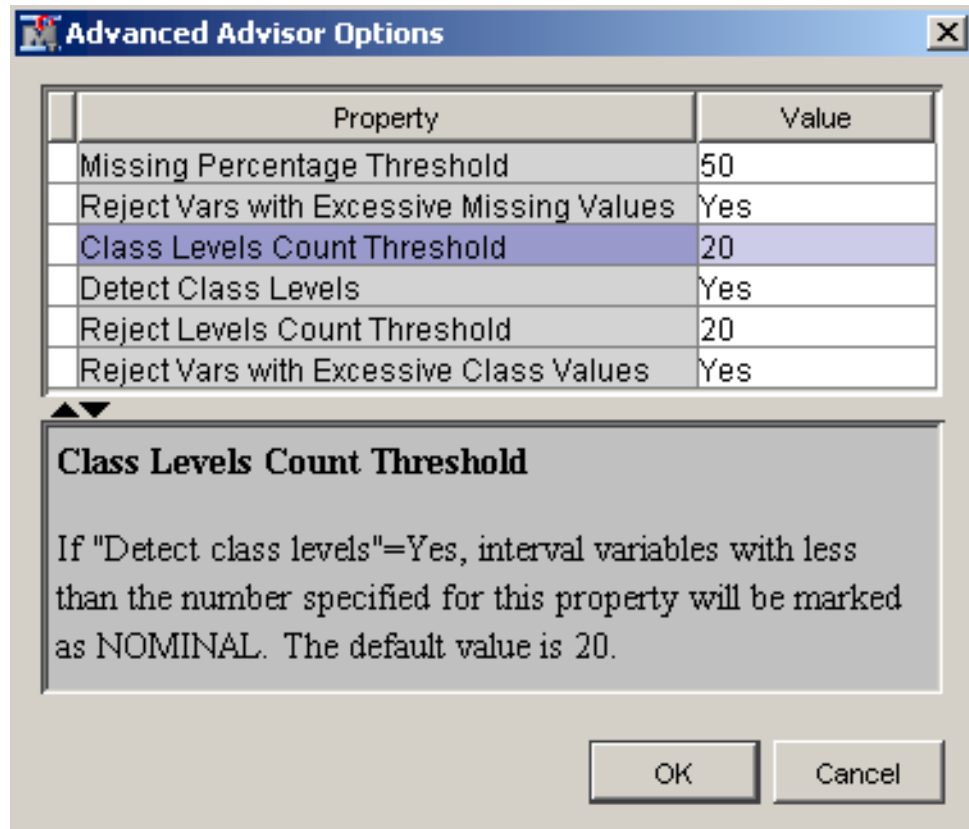 Advanced Advisor Options
Property Value
Missing Percentage Threshold 50
Reject Vars with Excessive Missing Values Yes
Class Levels Count Threshold 20
Detect Class Levels Yes
Reject Levels Count Threshold 20
Reject Vars with Excessive Class Values Yes
Class Levels Count Threshold
If "Detect class levels"=Yes, interval variables with less
than the number specified for this property will be marked
as NOMINAL. The default value is 20.
OK Cancel